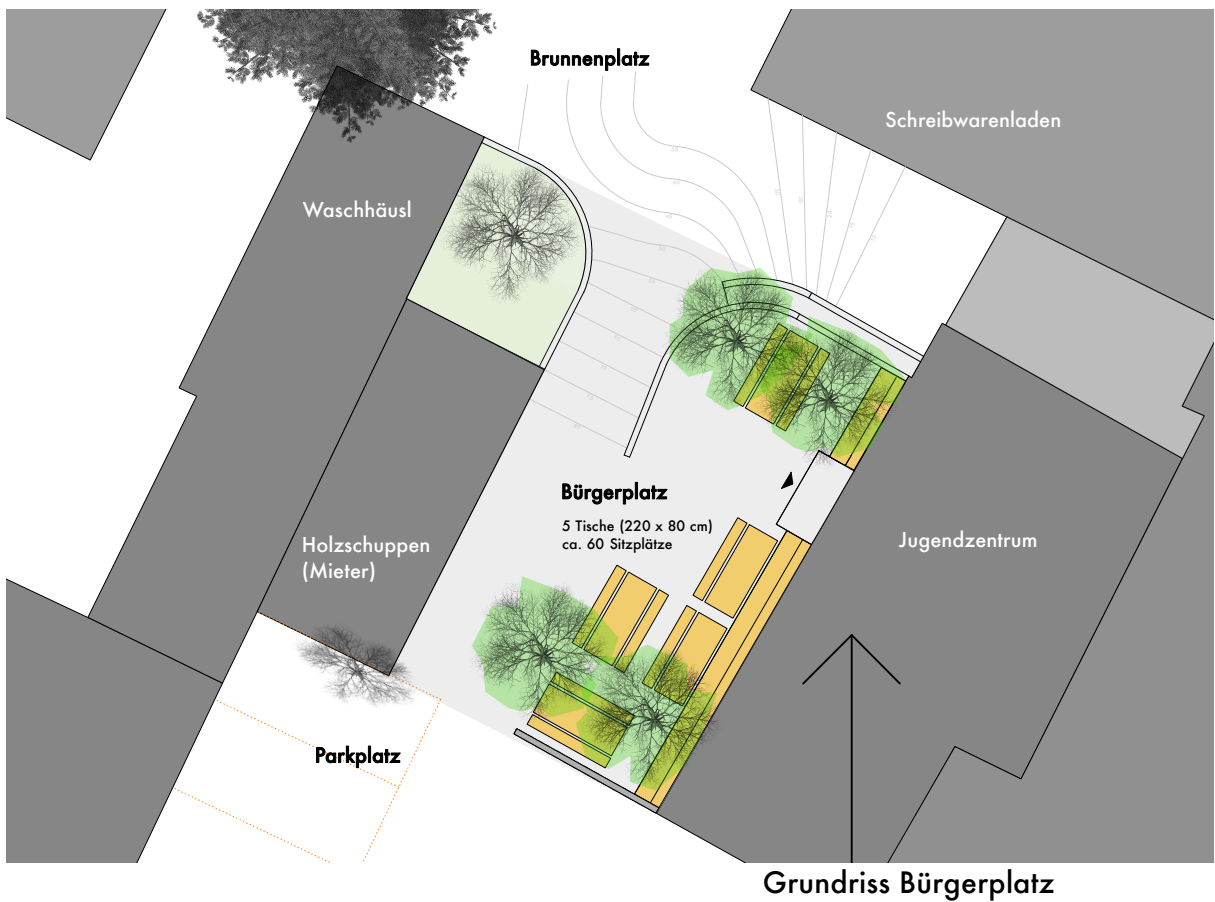 Brunnenplatz
Schreibwarenladen
Waschhäusl
Bürgerplatz
5 Tische (220 x 80 cm)
ca. 60 Sitzplätze
Holzschuppen
(Mieter)
Jugendzentrum
Parkplatz
Grundriss Bürgerplatz